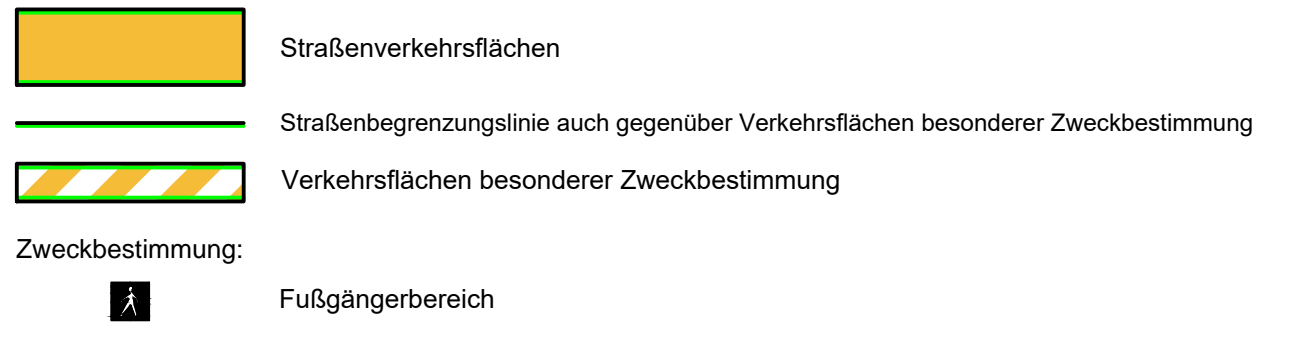 Straßenverkehrsflächen
Straßenbegrenzungslinie auch gegenüber Verkehrsflächen besonderer Zweckbestimmung
Verkehrsflächen besonderer Zweckbestimmung
Zweckbestimmung:
Fußgängerbereich